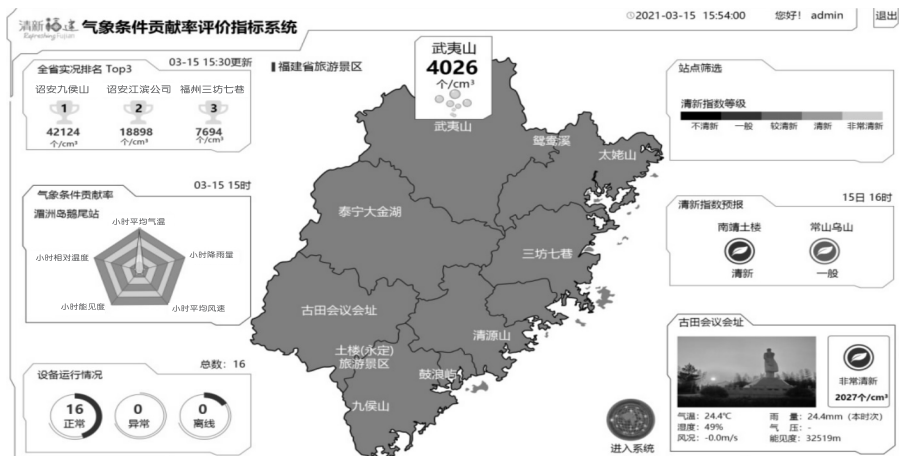 清新福建
气象条件贡献率评价指标系统
2021-03-15 15:54:00
您好! admin
退出
全省实况排名 Top3
03-15 15:30更新
诏安九侯山
诏安江滨公司
福州三坊七巷
1
2
3
42124
18898
7694
个/cm³
个/cm³
个/cm³
福建省旅游景区
武夷山
4026
个/cm³
武夷山
鸳鸯溪
太姥山
泰宁大金湖
三坊七巷
古田会议会址
清源山
土楼(永定)
旅游景区
鼓浪屿
九侯山
站点筛选
清新指数等级
不清新
一般
较清新
清新
非常清新
气象条件贡献率
03-15 15时
湄洲岛鹅尾站
小时平均气温
小时相对温度
小时降雨量
小时能见度
小时平均风速
清新指数预报
15日 16时
南靖土楼
常山乌山
清新
一般
设备运行情况
总数：16
16
正常
0
异常
0
离线
古田会议会址
非常清新
2027个/cm³
气温：24.4℃
雨 量：24.4mm (本时次)
湿度：49%
气 压：-
风况：-0.0m/s
能见度：32519m
进入系统